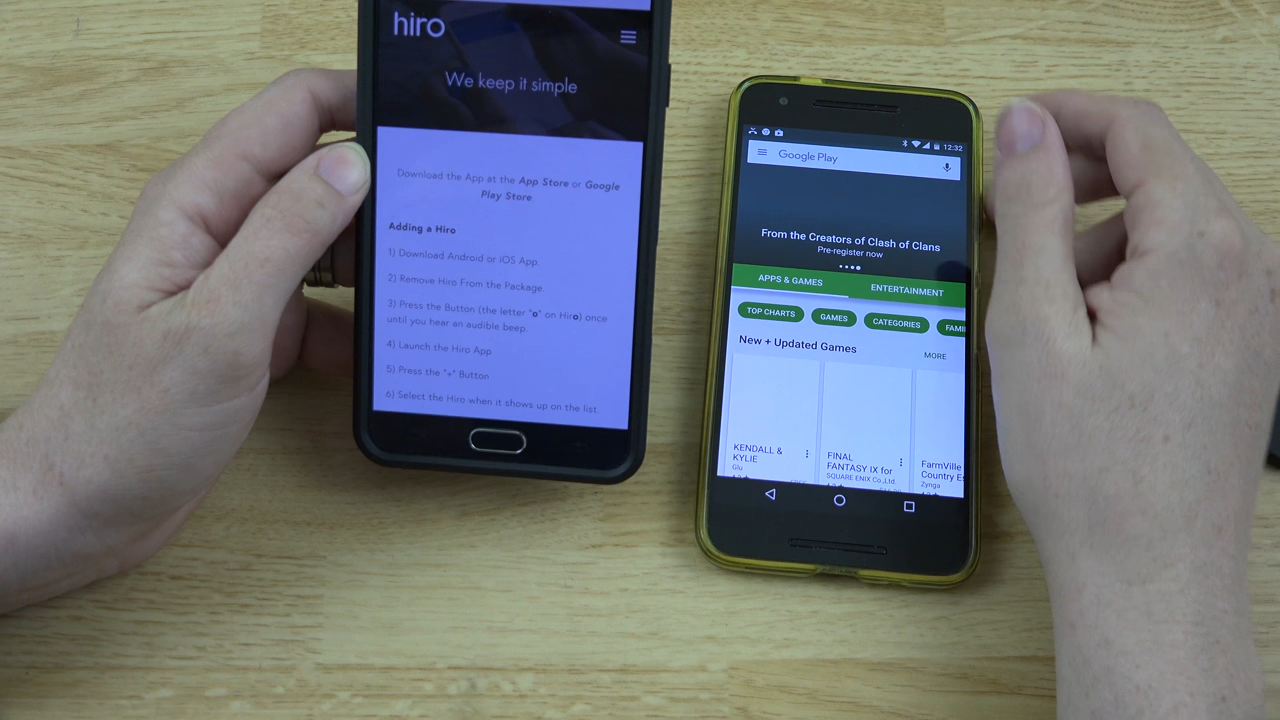 hiro
We keep it simple
Download the App at the App Store or Google
Play Store
Adding a Hiro
1) Download Android or iOS App.
2) Remove Hiro From the Package.
3) Press the Button (the letter "o" on Hiro) once
until you hear an audible beep.
4) Launch the Hiro App
5) Press the "+" Button
6) Select the Hiro when it shows up on the list.
12:32
Google Play
From the Creators of Clash of Clans
Pre-register now
APPS & GAMES
ENTERTAINMENT
TOP CHARTS
GAMES
CATEGORIES
FAMI
New + Updated Games
MORE
KENDALL &
KYLIE
Glu
FINAL
FANTASY IX for
SQUARE ENIX Co.,Ltd.
FarmVille
Country Es
Zynga